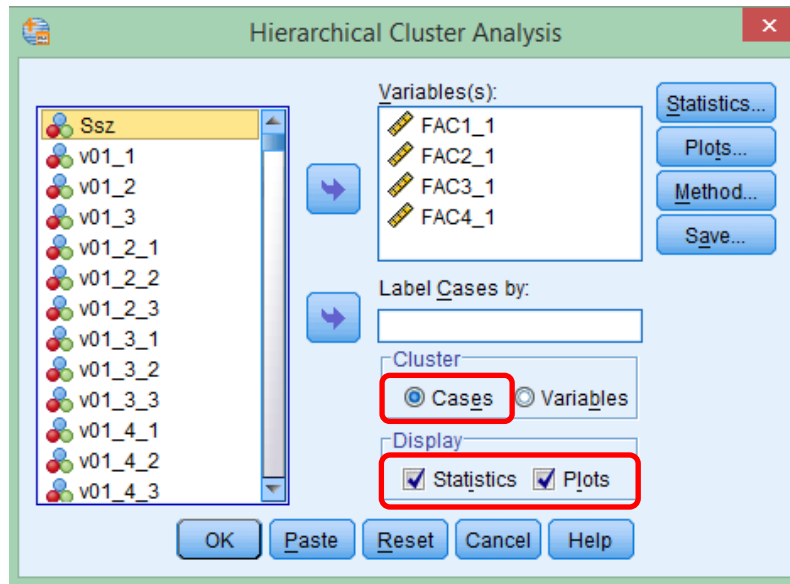 Hierarchical Cluster Analysis
Ssz
v01_1
v01_2
v01_3
v01_2_1
v01_2_2
v01_2_3
v01_3_1
v01_3_2
v01_3_3
v01_4_1
v01_4_2
v01_4_3
Variables(s):
FAC1_1
FAC2_1
FAC3_1
FAC4_1
Label Cases by:
Cluster
Cases Variables
Display
Statistics Plots
Statistics...
Plots...
Method...
Save...
OK Paste Reset Cancel Help